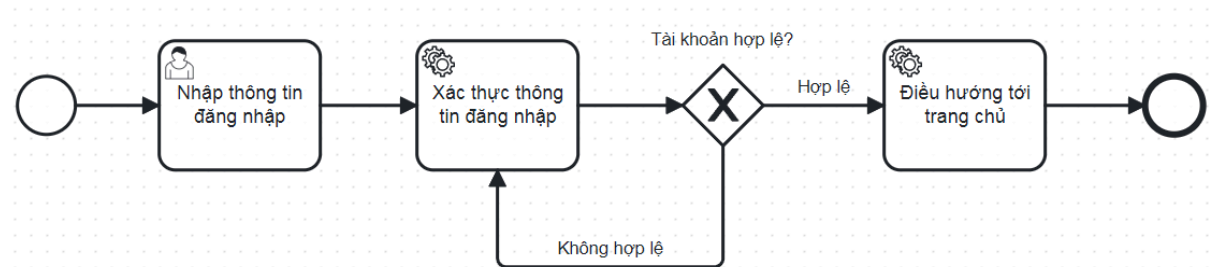 Tài khoản hợp lệ?
Nhập thông tin
đăng nhập
Xác thực thông
tin đăng nhập
Hợp lệ
Điều hướng tới
trang chủ
Không hợp lệ